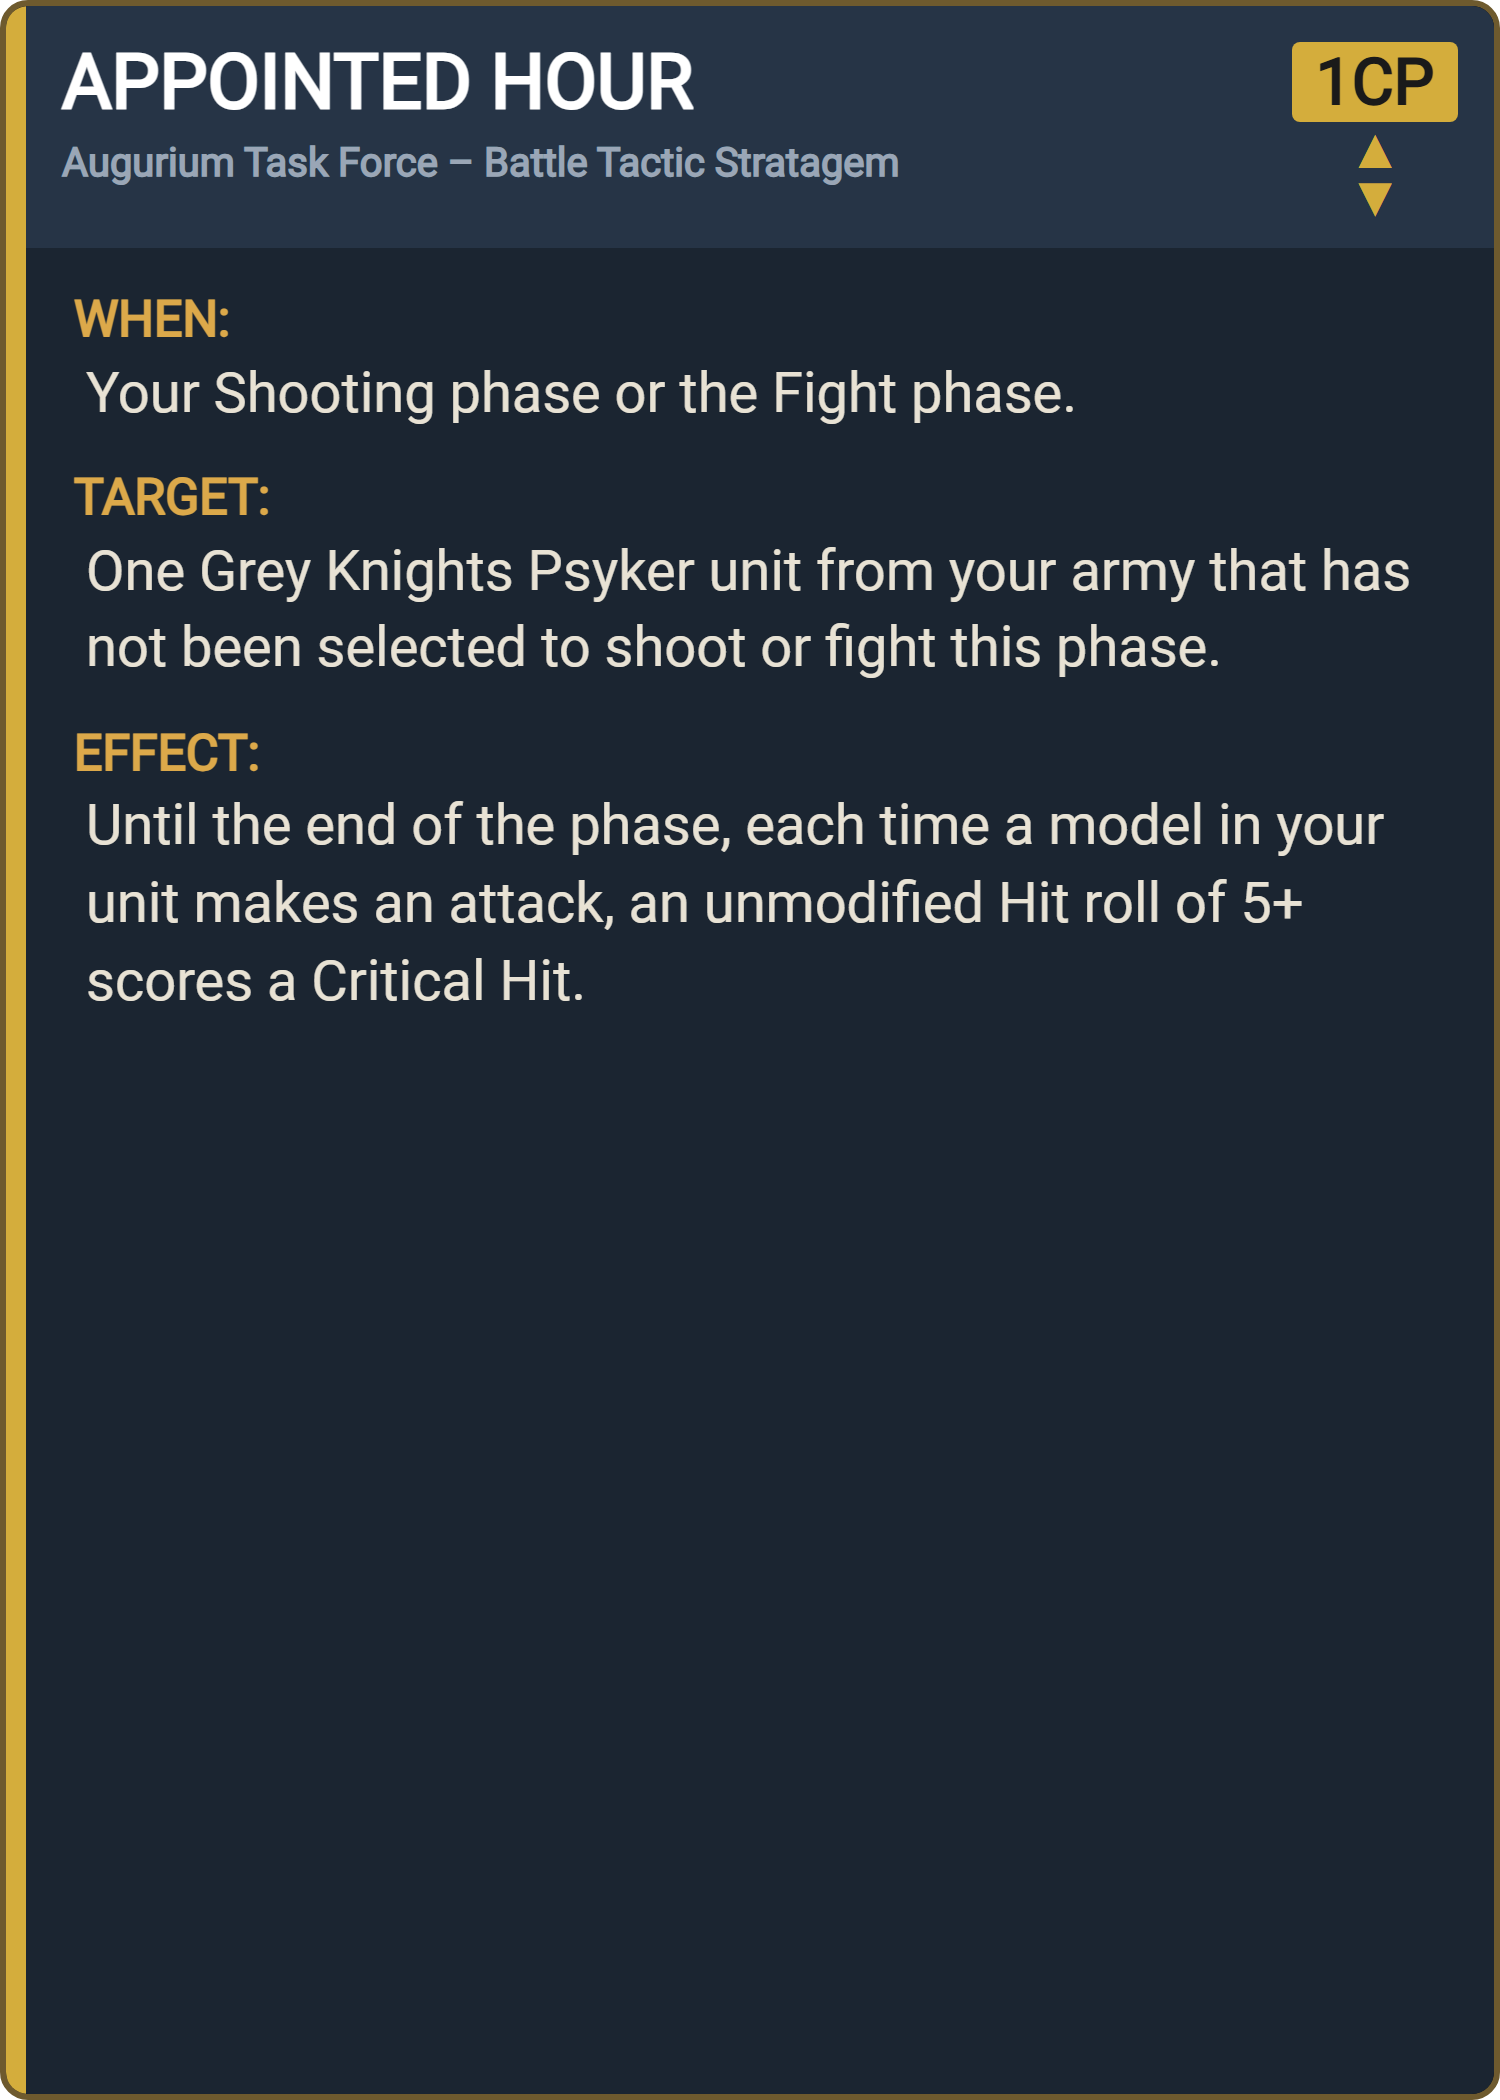 APPOINTED HOUR
1CP
Augurium Task Force – Battle Tactic Stratagem
▲
▼
WHEN:
Your Shooting phase or the Fight phase.
TARGET:
One Grey Knights Psyker unit from your army that has
not been selected to shoot or fight this phase.
EFFECT:
Until the end of the phase, each time a model in your
unit makes an attack, an unmodified Hit roll of 5+
scores a Critical Hit.